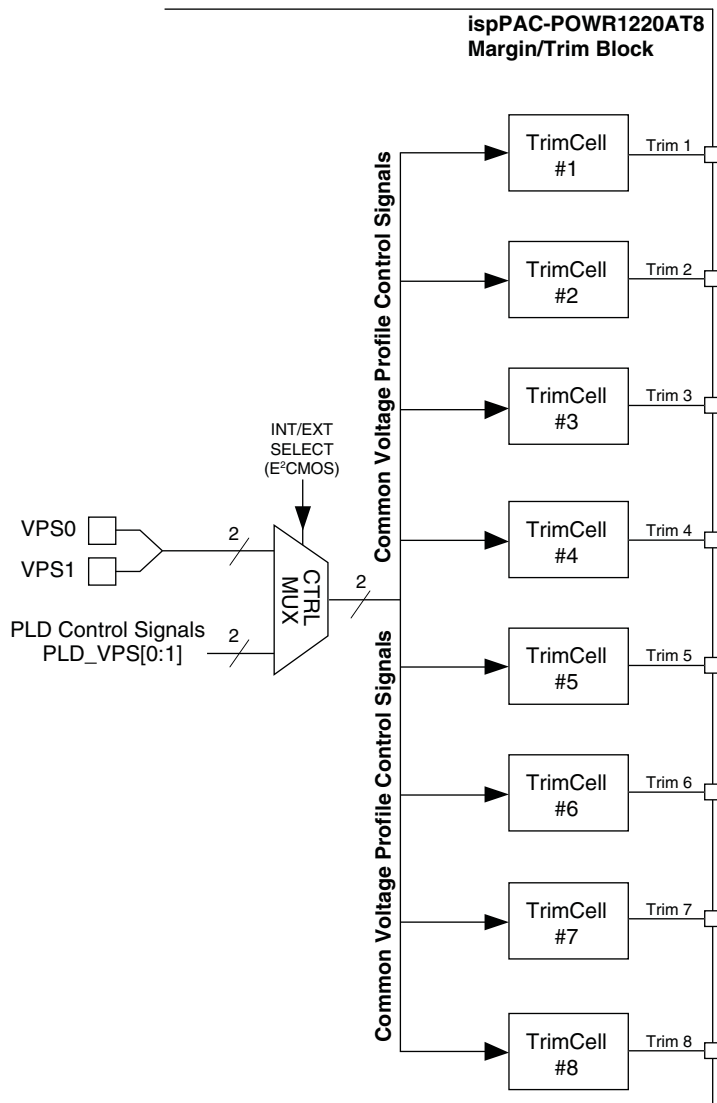 ispPAC-POWR1220AT8
Margin/Trim Block
TrimCell
#1
Trim 1
TrimCell
#2
Trim 2
TrimCell
#3
Trim 3
TrimCell
#4
Trim 4
TrimCell
#5
Trim 5
TrimCell
#6
Trim 6
TrimCell
#7
Trim 7
TrimCell
#8
Trim 8
Common Voltage Profile Control Signals
Common Voltage Profile Control Signals
INT/EXT
SELECT
(E²CMOS)
VPS0
VPS1
2
CTRL
MUX
2
PLD Control Signals
PLD_VPS[0:1]
2